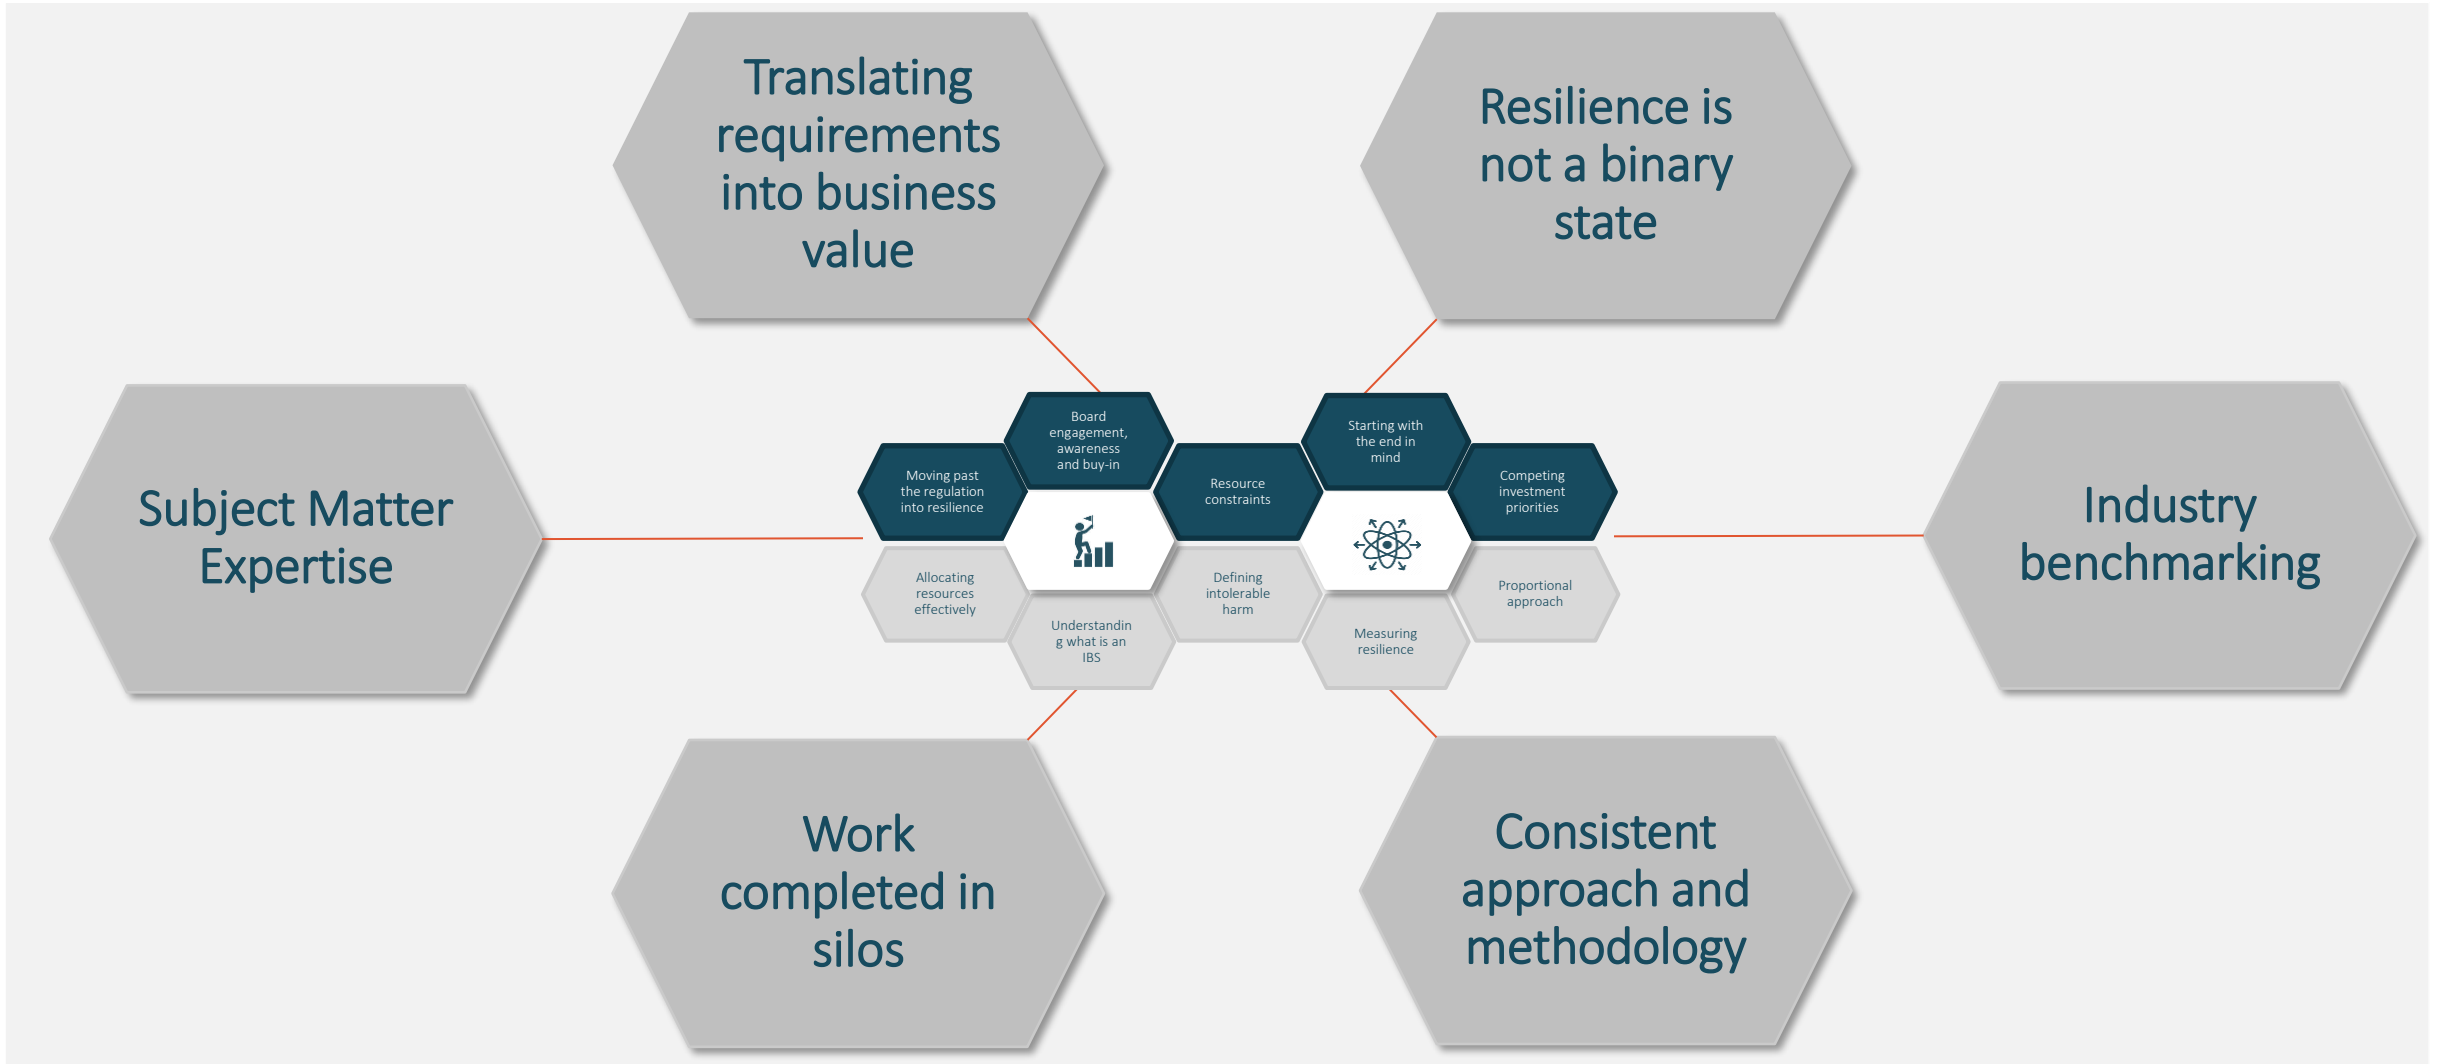 Translating
requirements
into business
value
Resilience is
not a binary
state
Subject Matter
Expertise
Board
engagement,
awareness
and buy-in
Starting with
the end in
mind
Moving past
the regulation
into resilience
Resource
constraints
Competing
investment
priorities
Allocating
resources
effectively
Understandin
g what is an
IBS
Defining
intolerable
harm
Measuring
resilience
Proportional
approach
Industry
benchmarking
Work
completed in
silos
Consistent
approach and
methodology